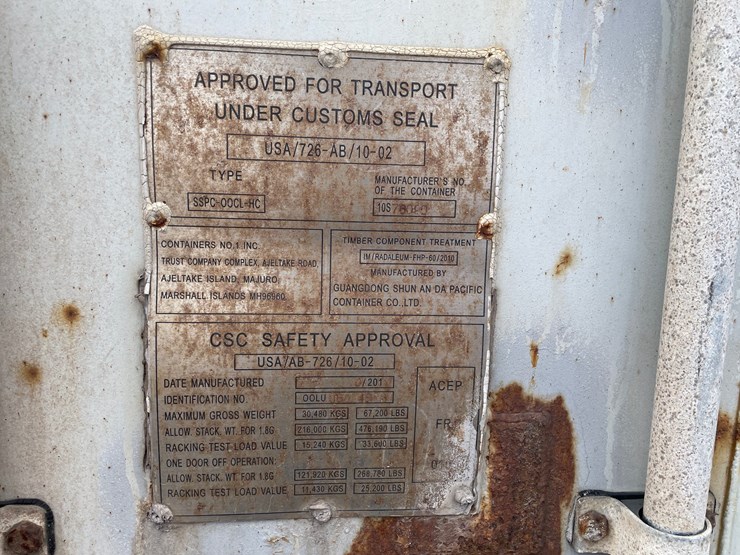 APPROVED FOR TRANSPORT
UNDER CUSTOMS SEAL
USA/726-AB/10-02
TYPE
SSPC-OOCL-HC
MANUFACTURER'S NO.
OF THE CONTAINER
10S
CONTAINERS NO.1 INC.
TRUST COMPANY COMPLEX, AJELTAKE ROAD,
AJELTAKE ISLAND, MAJURO,
MARSHALL ISLANDS MH96960
TIMBER COMPONENT TREATMENT
IM/RADALEUM-FHP-60/2010
MANUFACTURED BY
GUANGDONG SHUN AN DA PACIFIC
CONTAINER CO.,LTD.
CSC SAFETY APPROVAL
USA/AB-726/10-02
DATE MANUFACTURED /201
IDENTIFICATION NO. OOLU
MAXIMUM GROSS WEIGHT 30,480 KGS 67,200 LBS
ALLOW. STACK. WT. FOR 1.8G 216,000 KGS 476,190 LBS
RACKING TEST LOAD VALUE 15,240 KGS 33,600 LBS
ONE DOOR OFF OPERATION:
ALLOW. STACK. WT. FOR 1.8G 121,920 KGS 268,780 LBS
RACKING TEST LOAD VALUE 11,430 KGS 25,200 LBS
ACEP
FR